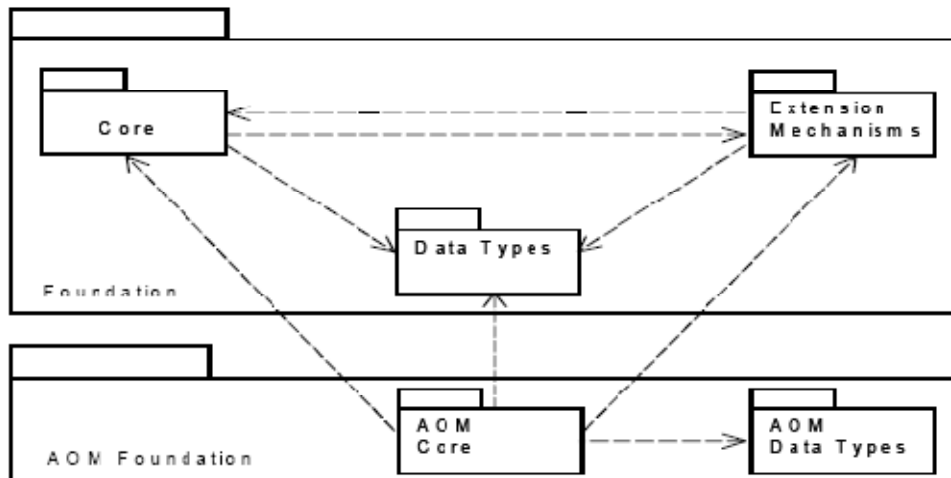 Core
Extension
Mechanisms
Data Types
Foundation
AOM
Core
AOM
Data Types
AOM Foundation